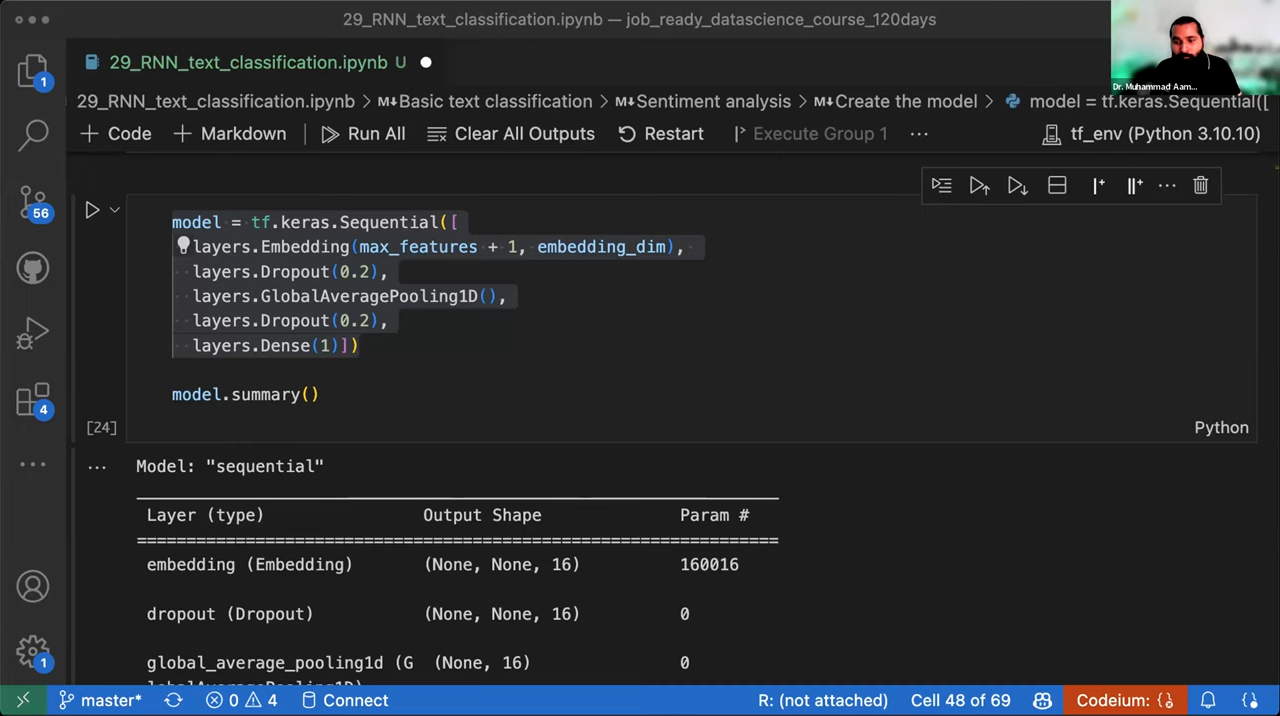 29_RNN_text_classification.ipynb — job_ready_datascience_course_120days
Dr. Muhammad Aam...
29_RNN_text_classification.ipynb U
29_RNN_text_classification.ipynb > M↓Basic text classification > M↓Sentiment analysis > M↓Create the model > model = tf.keras.Sequential([
+ Code + Markdown Run All Clear All Outputs Restart Execute Group 1 ... tf_env (Python 3.10.10)
model = tf.keras.Sequential([
layers.Embedding(max_features + 1, embedding_dim),
layers.Dropout(0.2),
layers.GlobalAveragePooling1D(),
layers.Dropout(0.2),
layers.Dense(1)])
model.summary()
[24] Python
Model: "sequential"
Layer (type) Output Shape Param #
=================================================================
embedding (Embedding) (None, None, 16) 160016
dropout (Dropout) (None, None, 16) 0
global_average_pooling1d (G (None, 16) 0
lobalAveragePooling1D)
1
56
4
1
master* 0 4 Connect R: (not attached) Cell 48 of 69 Codeium: {}